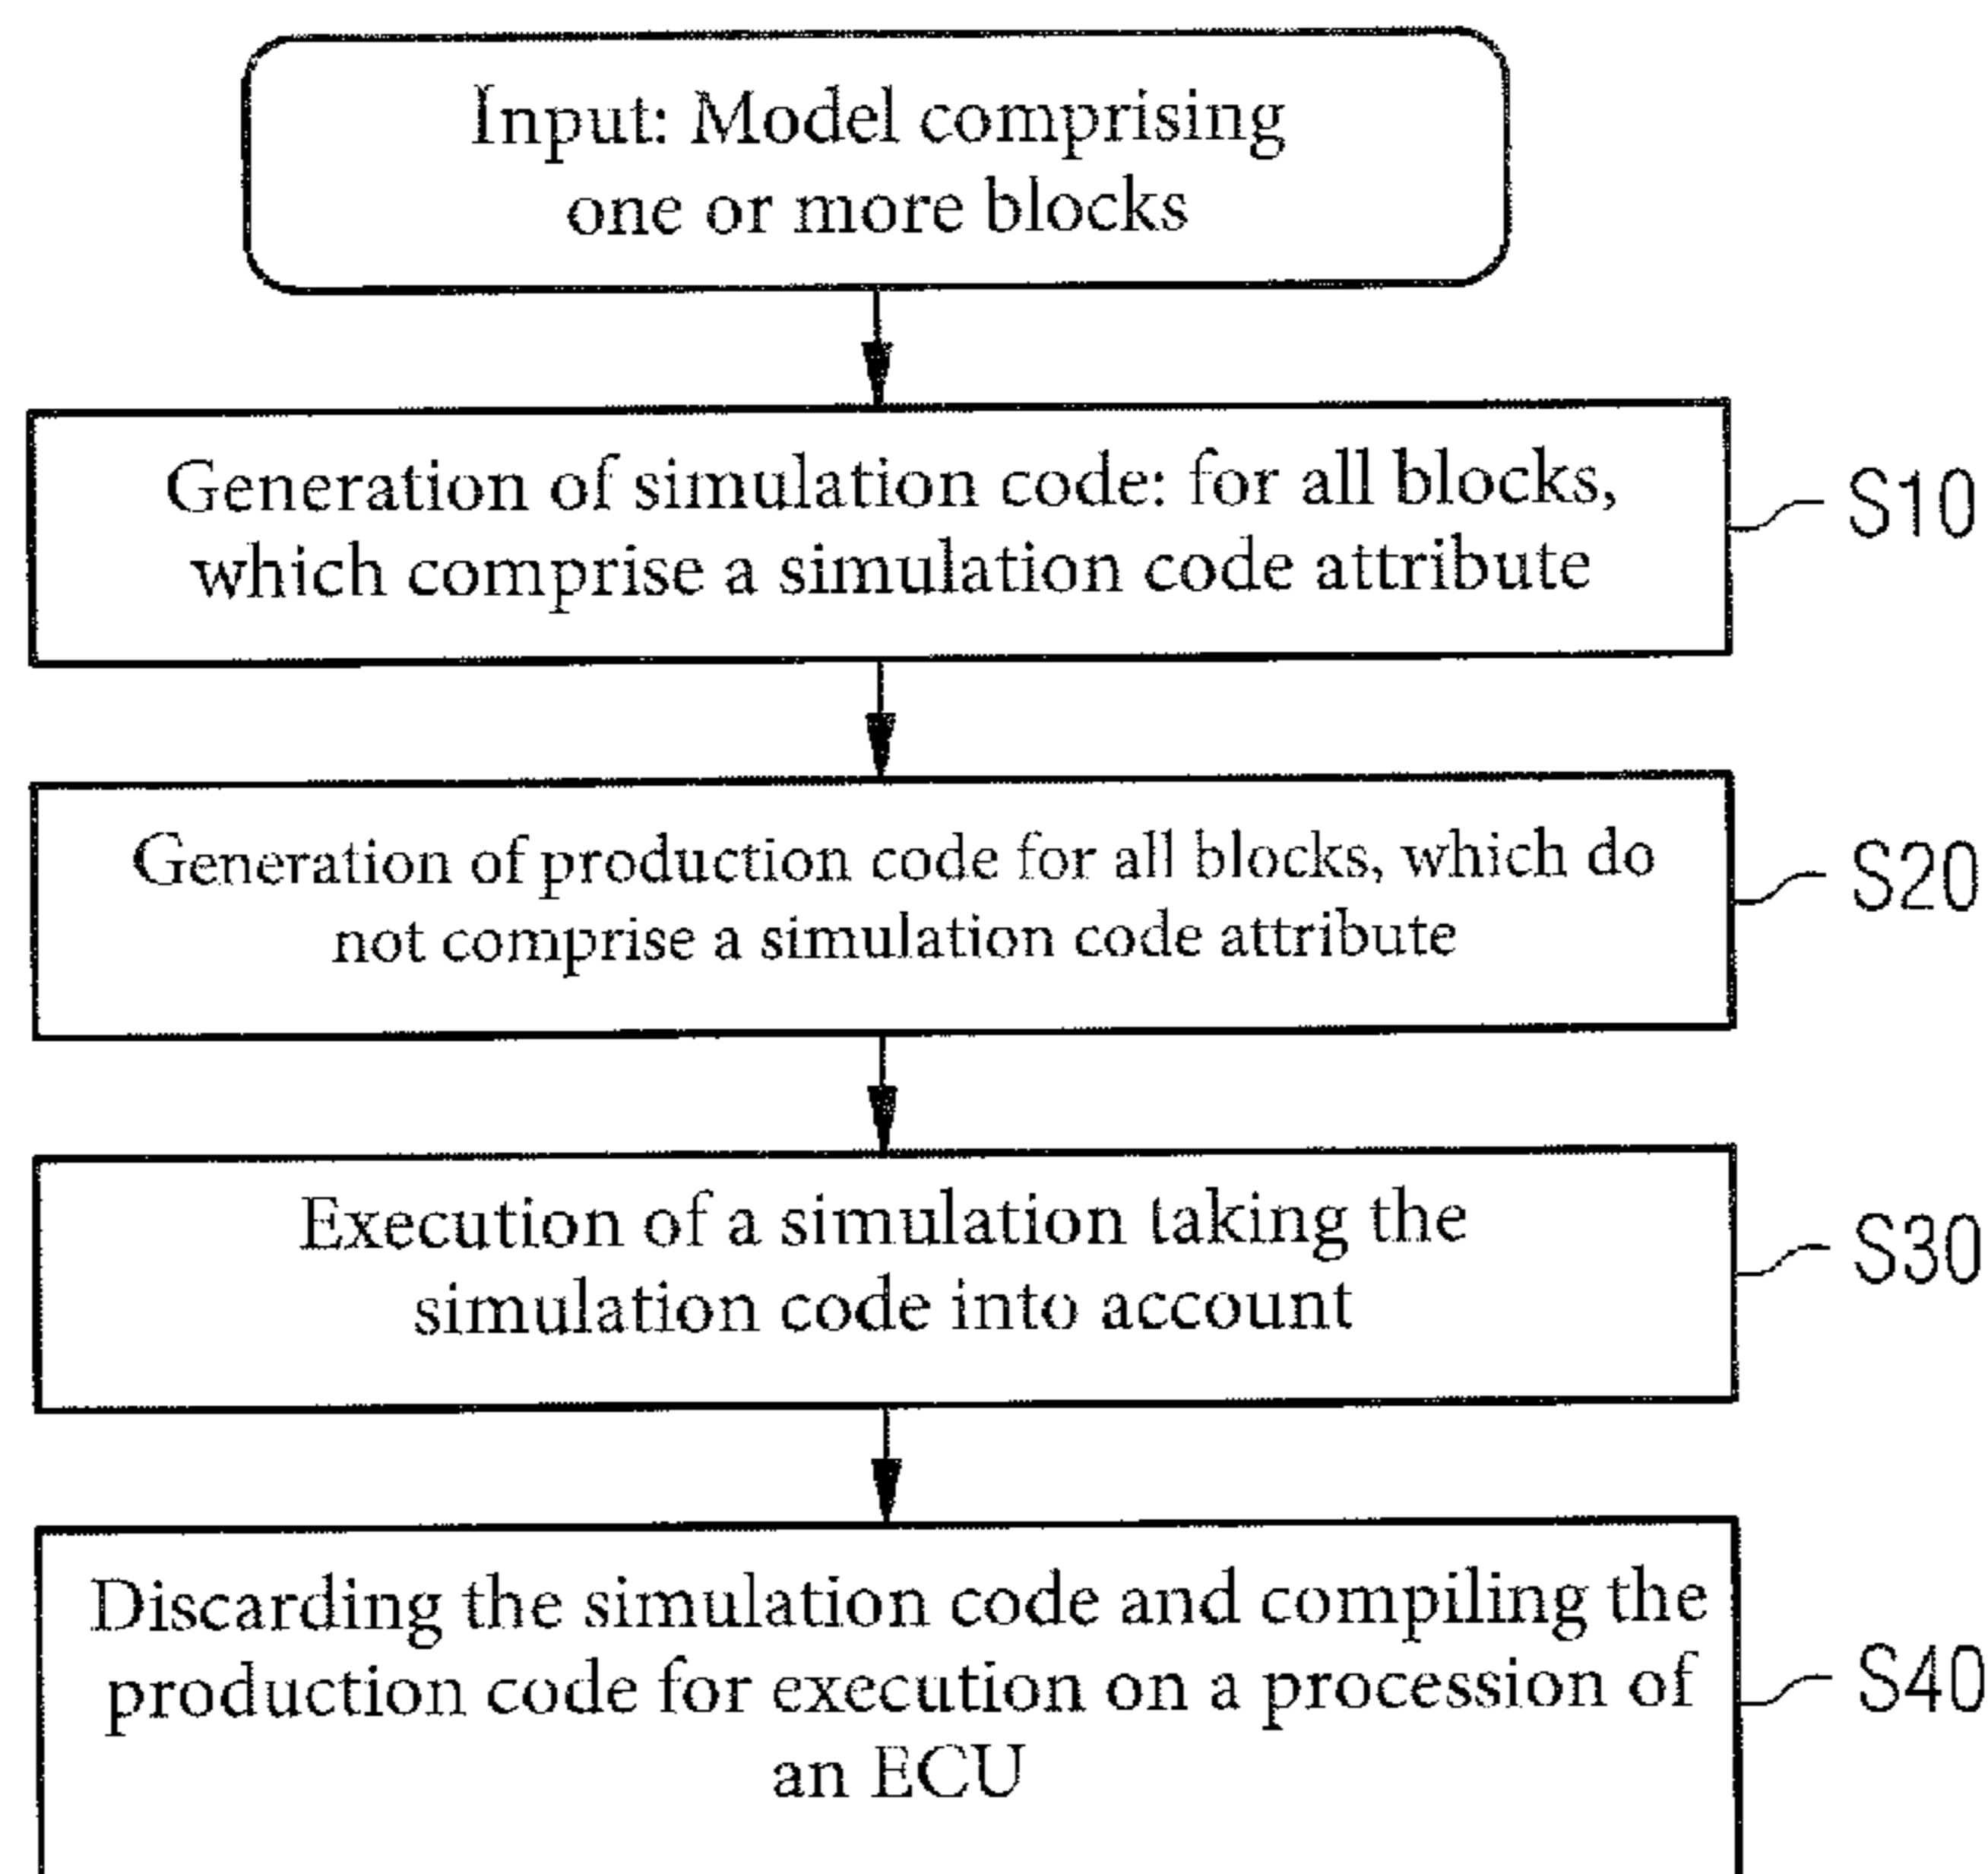 Input: Model comprising
one or more blocks
Generation of simulation code: for all blocks,
which comprise a simulation code attribute
S10
Generation of production code for all blocks, which do
not comprise a simulation code attribute
S20
Execution of a simulation taking the
simulation code into account
S30
Discarding the simulation code and compiling the
production code for execution on a procession of
an ECU
S40